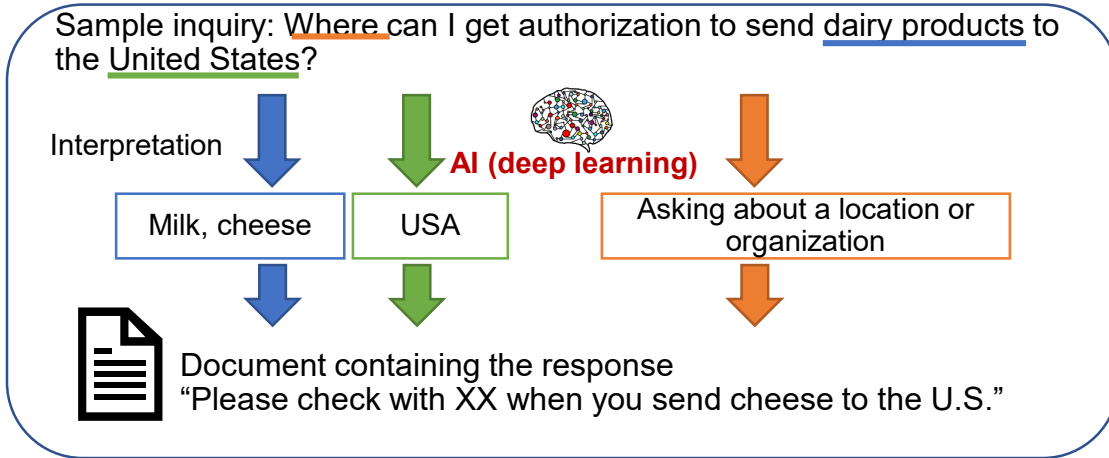 Sample inquiry: Where can I get authorization to send dairy products to
the United States?
Interpretation
AI (deep learning)
Milk, cheese
USA
Asking about a location or
organization
Document containing the response
“Please check with XX when you send cheese to the U.S.”